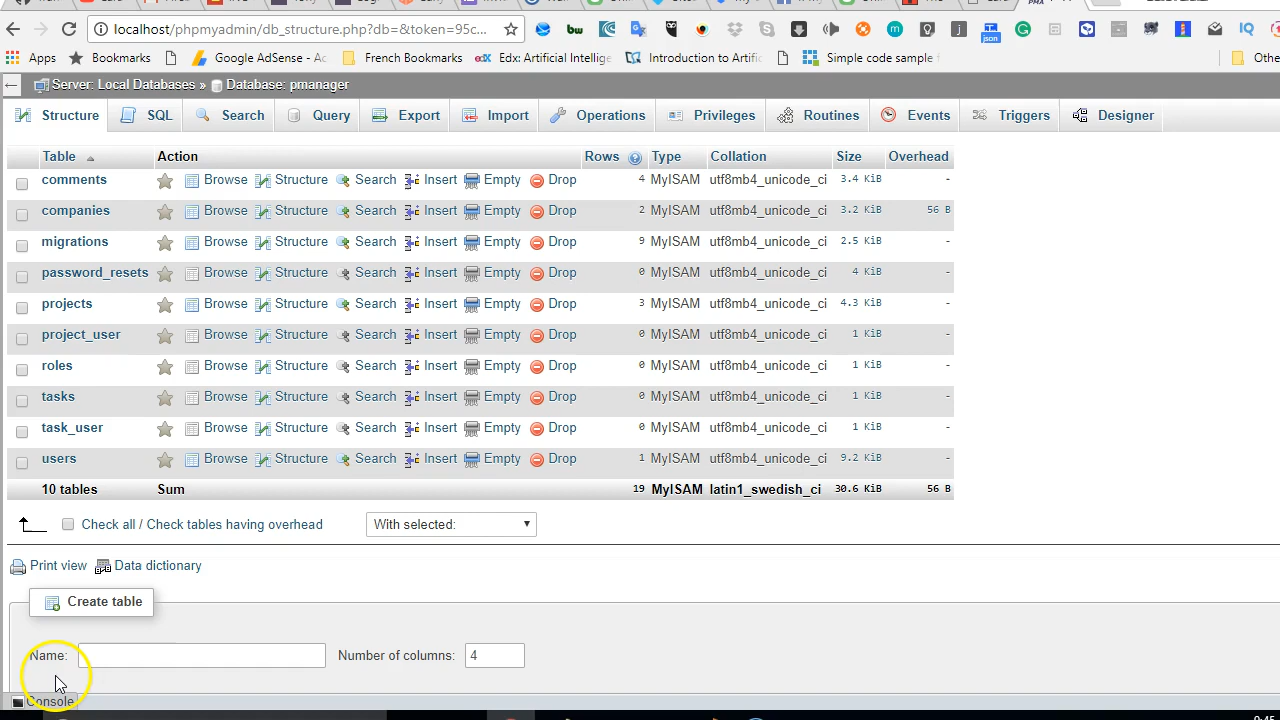 localhost/phpmyadmin/db_structure.php?db=&token=95c...
Apps Bookmarks Google AdSense - Ac French Bookmarks Edx: Artificial Intellige Introduction to Artific Simple code sample f Othe
Server: Local Databases » Database: pmanager
Structure SQL Search Query Export Import Operations Privileges Routines Events Triggers Designer
Table Action Rows Type Collation Size Overhead
comments Browse Structure Search Insert Empty Drop 4 MyISAM utf8mb4_unicode_ci 3.4 KiB -
companies Browse Structure Search Insert Empty Drop 2 MyISAM utf8mb4_unicode_ci 3.2 KiB 56 B
migrations Browse Structure Search Insert Empty Drop 9 MyISAM utf8mb4_unicode_ci 2.5 KiB -
password_resets Browse Structure Search Insert Empty Drop 0 MyISAM utf8mb4_unicode_ci 4 KiB -
projects Browse Structure Search Insert Empty Drop 3 MyISAM utf8mb4_unicode_ci 4.3 KiB -
project_user Browse Structure Search Insert Empty Drop 0 MyISAM utf8mb4_unicode_ci 1 KiB -
roles Browse Structure Search Insert Empty Drop 0 MyISAM utf8mb4_unicode_ci 1 KiB -
tasks Browse Structure Search Insert Empty Drop 0 MyISAM utf8mb4_unicode_ci 1 KiB -
task_user Browse Structure Search Insert Empty Drop 0 MyISAM utf8mb4_unicode_ci 1 KiB -
users Browse Structure Search Insert Empty Drop 1 MyISAM utf8mb4_unicode_ci 9.2 KiB -
10 tables Sum 19 MyISAM latin1_swedish_ci 30.6 KiB 56 B
Check all / Check tables having overhead With selected:
Print view Data dictionary
Create table
Name: Number of columns: 4
Console